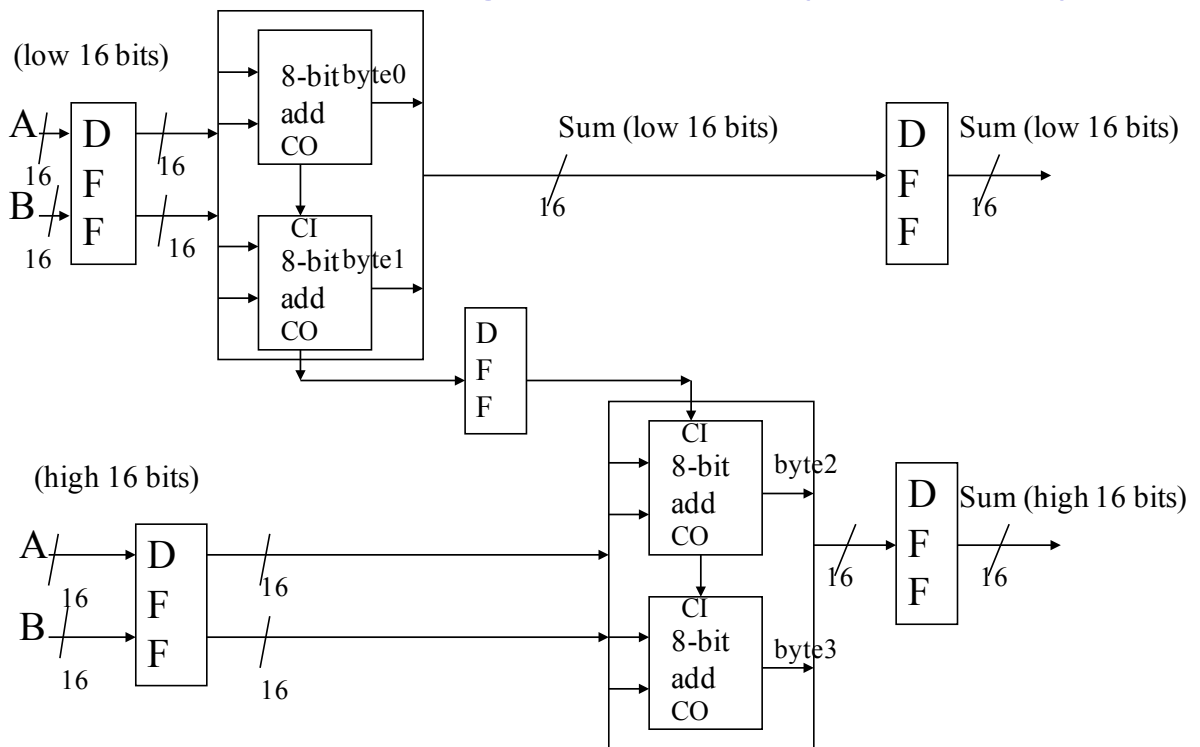 (low 16 bits)
A
16
B
16
D
F
F
16
16
8-bit
byte0
add
CO
CI
8-bit
byte1
add
CO
Sum (low 16 bits)
16
D
F
F
Sum (low 16 bits)
16
D
F
F
(high 16 bits)
A
16
B
16
D
F
F
16
16
CI
8-bit
byte2
add
CO
CI
8-bit
byte3
add
CO
16
D
F
F
Sum (high 16 bits)
16